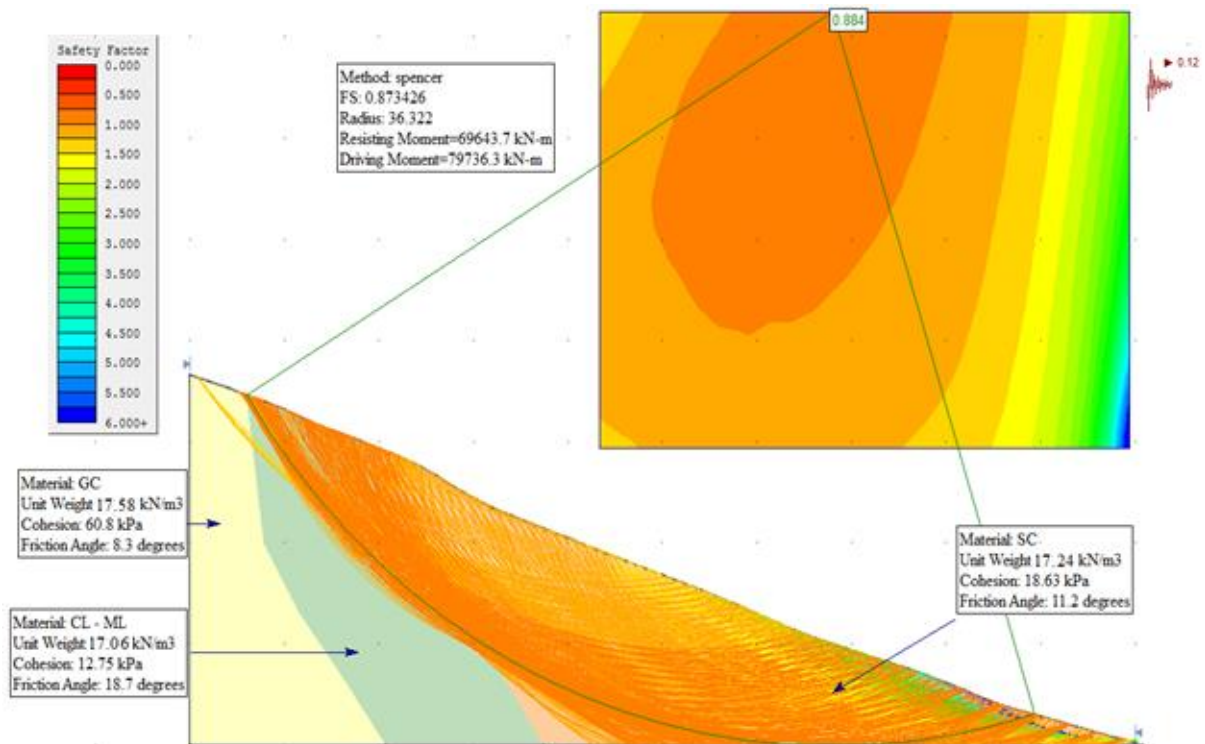 Safety Factor
0.000
0.500
1.000
1.500
2.000
2.500
3.000
3.500
4.000
4.500
5.000
5.500
6.000+
Method: spencer
FS: 0.873426
Radius: 36.322
Resisting Moment=69643.7 kN-m
Driving Moment=79736.3 kN-m
0.884
0.12
Material: GC
Unit Weight 17.58 kN/m3
Cohesion: 60.8 kPa
Friction Angle: 8.3 degrees
Material: CL - ML
Unit Weight 17.06 kN/m3
Cohesion: 12.75 kPa
Friction Angle: 18.7 degrees
Material: SC
Unit Weight 17.24 kN/m3
Cohesion: 18.63 kPa
Friction Angle: 11.2 degrees